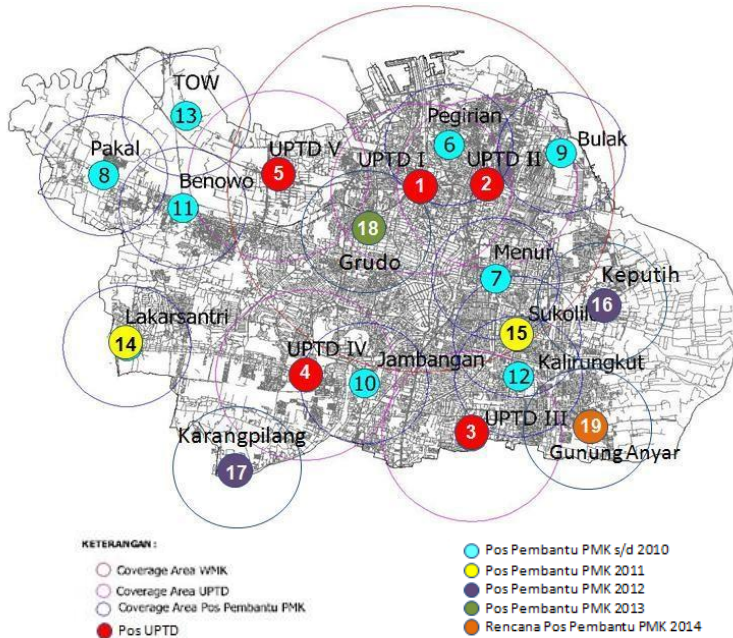 TOW
13
Pegirian
6
Bulak
9
Pakal
8
UPTD V
5
UPTD I
1
UPTD II
2
Benowo
11
18
Grudo
Menur
7
Keputih
16
Lakarsantri
14
Sukolil
15
UPTD IV
4
Jambangan
10
Kalirungkut
12
UPTD III
3
19
Gunung Anyar
Karangpilang
17
KETERANGAN :
Coverage Area WMK
Coverage Area UPTD
Coverage Area Pos Pembantu PMK
Pos UPTD
Pos Pembantu PMK s/d 2010
Pos Pembantu PMK 2011
Pos Pembantu PMK 2012
Pos Pembantu PMK 2013
Rencana Pos Pembantu PMK 2014